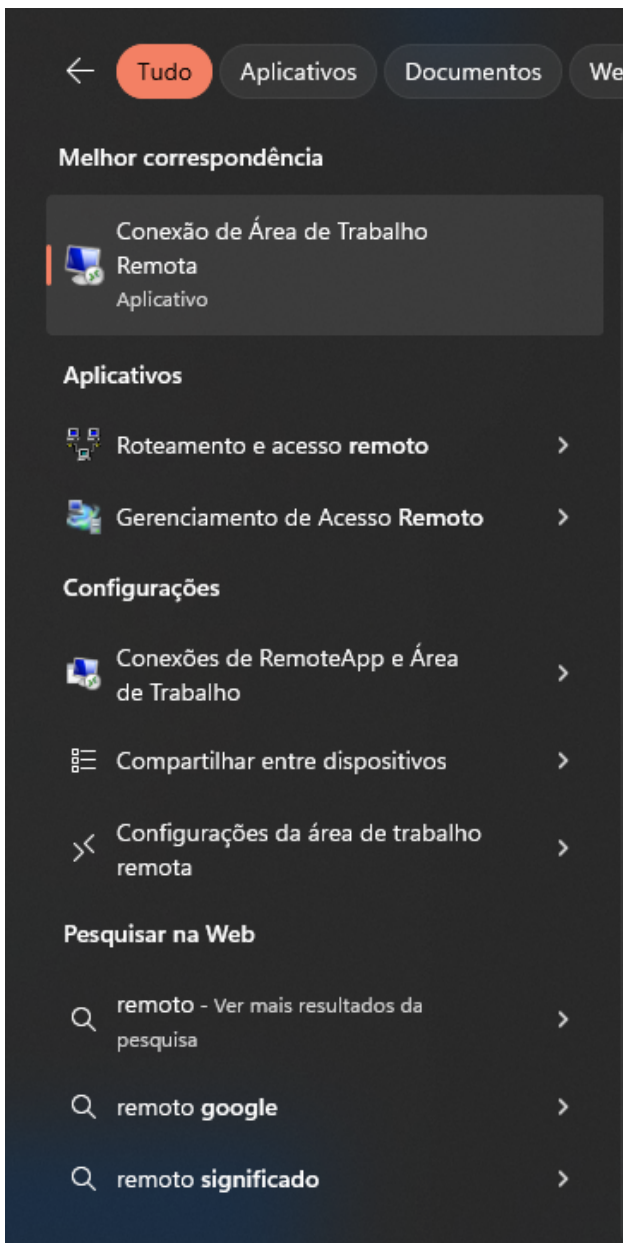 Tudo Aplicativos Documentos We
Melhor correspondência
Conexão de Área de Trabalho
Remota
Aplicativo
Aplicativos
Roteamento e acesso remoto
Gerenciamento de Acesso Remoto
Configurações
Conexões de RemoteApp e Área
de Trabalho
Compartilhar entre dispositivos
Configurações da área de trabalho
remota
Pesquisar na Web
remoto - Ver mais resultados da
pesquisa
remoto google
remoto significado